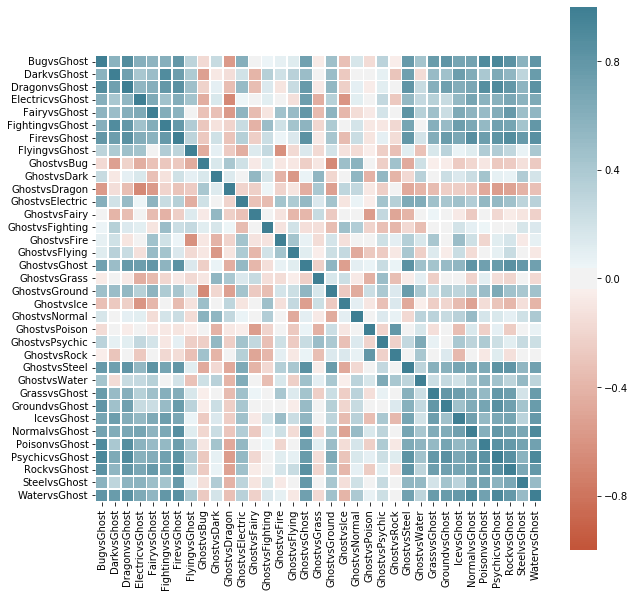 BugvsGhost
DarkvsGhost
DragonvsGhost
ElectricvsGhost
FairyvsGhost
FightingvsGhost
FirevsGhost
FlyingvsGhost
GhostvsBug
GhostvsDark
GhostvsDragon
GhostvsElectric
GhostvsFairy
GhostvsFighting
GhostvsFire
GhostvsFlying
GhostvsGhost
GhostvsGrass
GhostvsGround
GhostvsIce
GhostvsNormal
GhostvsPoison
GhostvsPsychic
GhostvsRock
GhostvsSteel
GhostvsWater
GrassvsGhost
GroundvsGhost
IcevsGhost
NormalvsGhost
PoisonvsGhost
PsychicvsGhost
RockvsGhost
SteelvsGhost
WatervsGhost
BugvsGhost
DarkvsGhost
DragonvsGhost
ElectricvsGhost
FairyvsGhost
FightingvsGhost
FirevsGhost
FlyingvsGhost
GhostvsBug
GhostvsDark
GhostvsDragon
GhostvsElectric
GhostvsFairy
GhostvsFighting
GhostvsFire
GhostvsFlying
GhostvsGhost
GhostvsGrass
GhostvsGround
GhostvsIce
GhostvsNormal
GhostvsPoison
GhostvsPsychic
GhostvsRock
GhostvsSteel
GhostvsWater
GrassvsGhost
GroundvsGhost
IcevsGhost
NormalvsGhost
PoisonvsGhost
PsychicvsGhost
RockvsGhost
SteelvsGhost
WatervsGhost
0.8
0.4
0.0
−0.4
−0.8